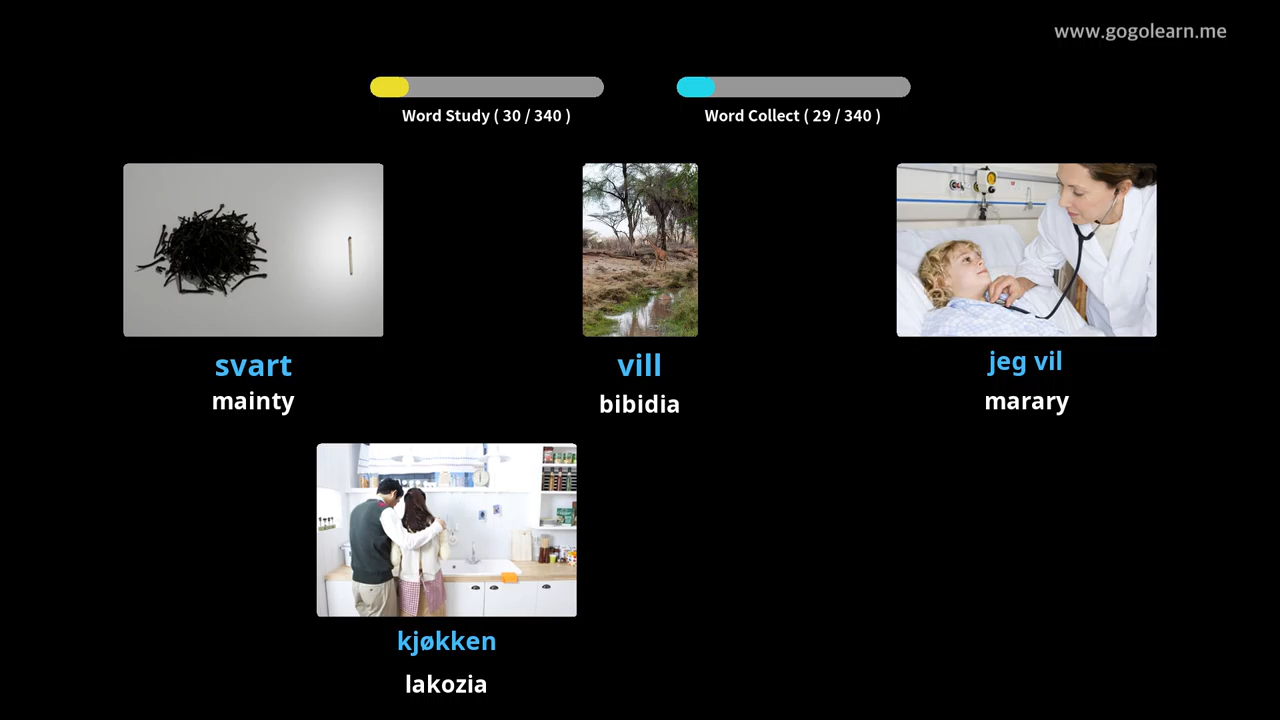 www.gogolearn.me
Word Study ( 30 / 340 )
Word Collect ( 29 / 340 )
svart
mainty
vill
bibidia
jeg vil
marary
kjøkken
lakozia